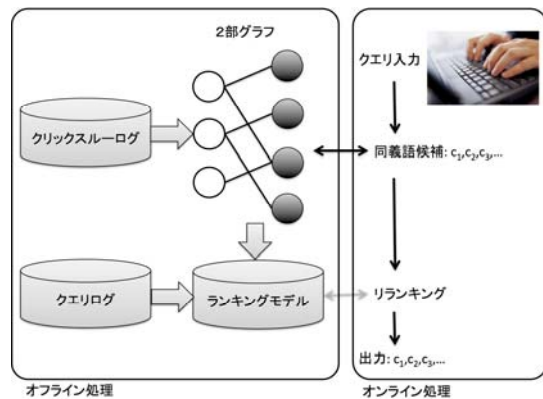 2部グラフ
クリックスルーログ
クエリログ
ランキングモデル
オフライン処理
クエリ入力
同義語候補: c₁,c₂,c₃,...
リランキング
出力: c₁,c₂,c₃,...
オンライン処理